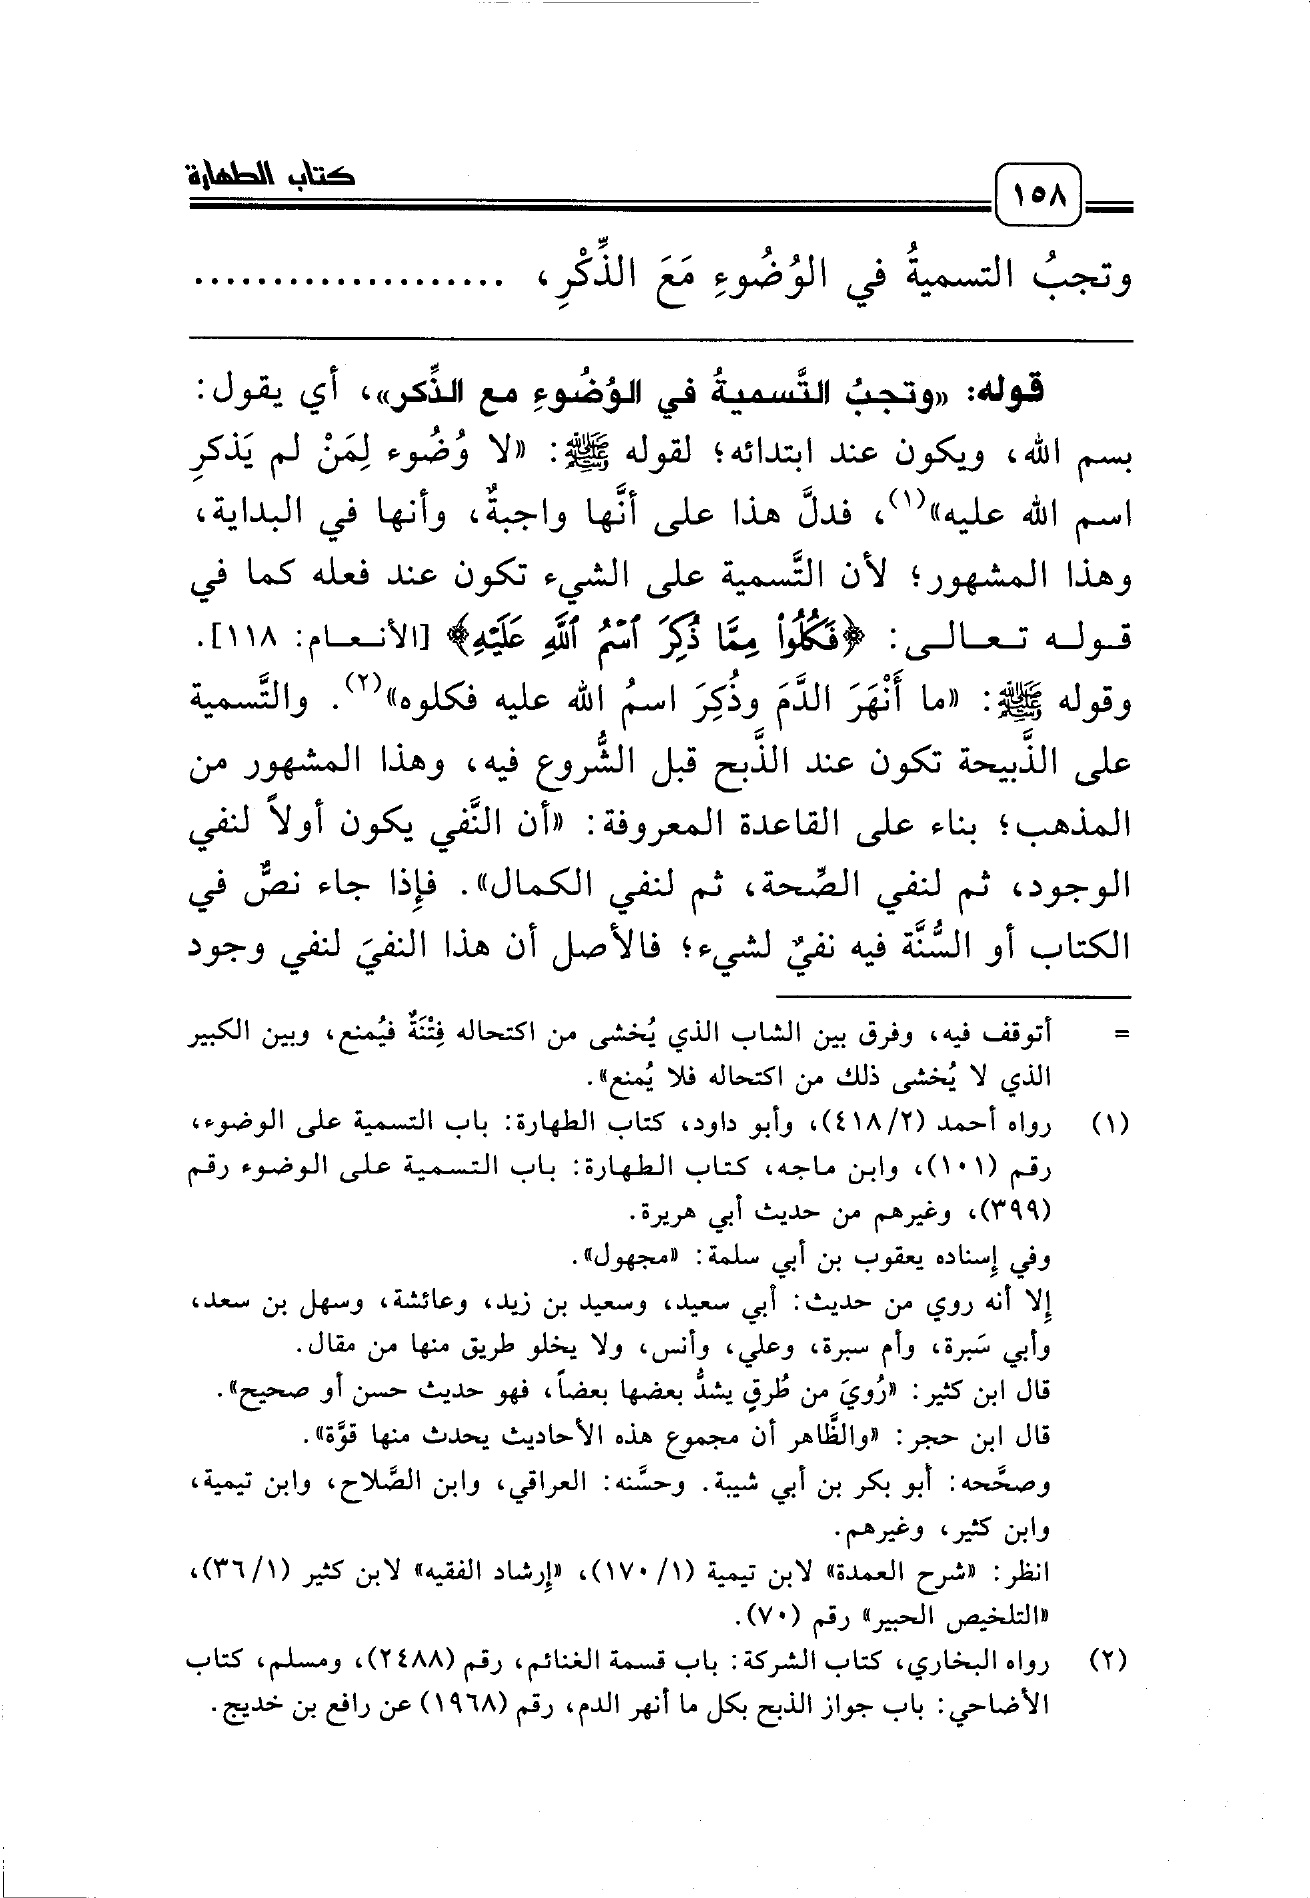 كتاب الطهارة
١٥٨
وتجبُ التسميةُ في الوُضُوءِ مَعَ الذِّكْرِ، ....................
قوله: «وتجبُ التَّسميةُ في الوُضُوءِ مع الذِّكر»، أي يقول:
بسم الله، ويكون عند ابتدائه؛ لقوله ﷺ: «لا وُضُوء لِمَنْ لم يَذكرِ
اسم الله عليه»(١)، فدلَّ هذا على أنَّها واجبةٌ، وأنها في البداية،
وهذا المشهور؛ لأن التَّسمية على الشيء تكون عند فعله كما في
قوله تعالى: ﴿فَكُلُوا۟ مِمَّا ذُكِرَ ٱسْمُ ٱللَّهِ عَلَيْهِ﴾ [الأنعام: ١١٨].
وقوله ﷺ: «ما أَنْهَرَ الدَّمَ وذُكِرَ اسمُ الله عليه فكلوه»(٢). والتَّسمية
على الذَّبيحة تكون عند الذَّبح قبل الشُّروع فيه، وهذا المشهور من
المذهب؛ بناء على القاعدة المعروفة: «أن النَّفي يكون أولاً لنفي
الوجود، ثم لنفي الصِّحة، ثم لنفي الكمال». فإِذا جاء نصٌّ في
الكتاب أو السُّنَّة فيه نفيٌ لشيء؛ فالأصل أن هذا النفيَ لنفي وجود
= أتوقف فيه، وفرق بين الشاب الذي يُخشى من اكتحاله فِتْنَةٌ فيُمنع، وبين الكبير
الذي لا يُخشى ذلك من اكتحاله فلا يُمنع».
(١) رواه أحمد (٤١٨/٢)، وأبو داود، كتاب الطهارة: باب التسمية على الوضوء،
رقم (١٠١)، وابن ماجه، كتاب الطهارة: باب التسمية على الوضوء رقم
(٣٩٩)، وغيرهم من حديث أبي هريرة.
وفي إِسناده يعقوب بن أبي سلمة: «مجهول».
إِلا أنه روي من حديث: أبي سعيد، وسعيد بن زيد، وعائشة، وسهل بن سعد،
وأبي سَبرة، وأم سبرة، وعلي، وأنس، ولا يخلو طريق منها من مقال.
قال ابن كثير: «رُويَ من طُرقٍ يشدُّ بعضها بعضاً، فهو حديث حسن أو صحيح».
قال ابن حجر: «والظَّاهر أن مجموع هذه الأحاديث يحدث منها قوَّة».
وصحَّحه: أبو بكر بن أبي شيبة. وحسَّنه: العراقي، وابن الصَّلاح، وابن تيمية،
وابن كثير، وغيرهم.
انظر: «شرح العمدة» لابن تيمية (١٧٠/١)، «إِرشاد الفقيه» لابن كثير (٣٦/١)،
«التلخيص الحبير» رقم (٧٠).
(٢) رواه البخاري، كتاب الشركة: باب قسمة الغنائم، رقم (٢٤٨٨)، ومسلم، كتاب
الأضاحي: باب جواز الذبح بكل ما أنهر الدم، رقم (١٩٦٨) عن رافع بن خديج.